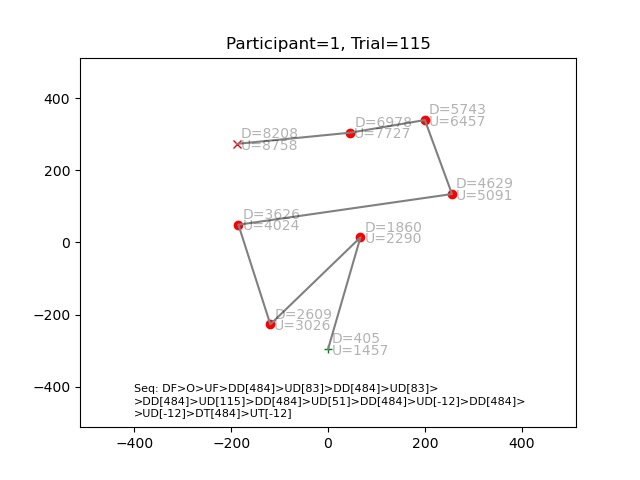 Participant=1, Trial=115
400
200
0
−200
−400
−400
−200
0
200
400
D=5743
U=6457
D=6978
U=7727
D=8208
U=8758
D=4629
U=5091
D=3626
U=4024
D=1860
U=2290
D=2609
U=3026
D=405
U=1457
Seq: DF>O>UF>DD[484]>UD[83]>DD[484]>UD[83]>
>DD[484]>UD[115]>DD[484]>UD[51]>DD[484]>UD[-12]>DD[484]>
>UD[-12]>DT[484]>UT[-12]